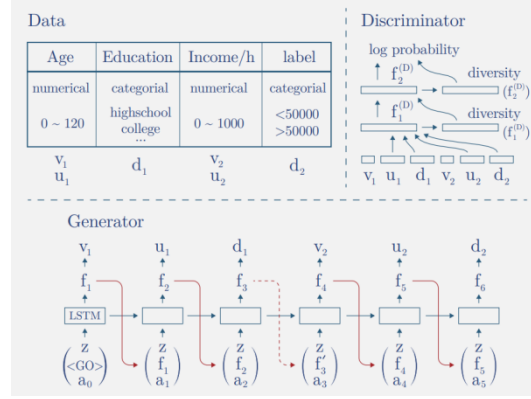 Data
Age Education Income/h label
numerical categorial numerical categorial
0 ~ 120 highschool college ... 0 ~ 1000 <50000 >50000
v₁ u₁ d₁ v₂ u₂ d₂
Discriminator
log probability
f₂⁽ᴰ⁾ diversity (f₂⁽ᴰ⁾)
f₁⁽ᴰ⁾ diversity (f₁⁽ᴰ⁾)
v₁ u₁ d₁ v₂ u₂ d₂
Generator
v₁ u₁ d₁ v₂ u₂ d₂
f₁ f₂ f₃ f₄ f₅ f₆
LSTM
z z z z z z
<GO> f₁ f₂ f′₃ f₄ f₅
a₀ a₁ a₂ a₃ a₄ a₅